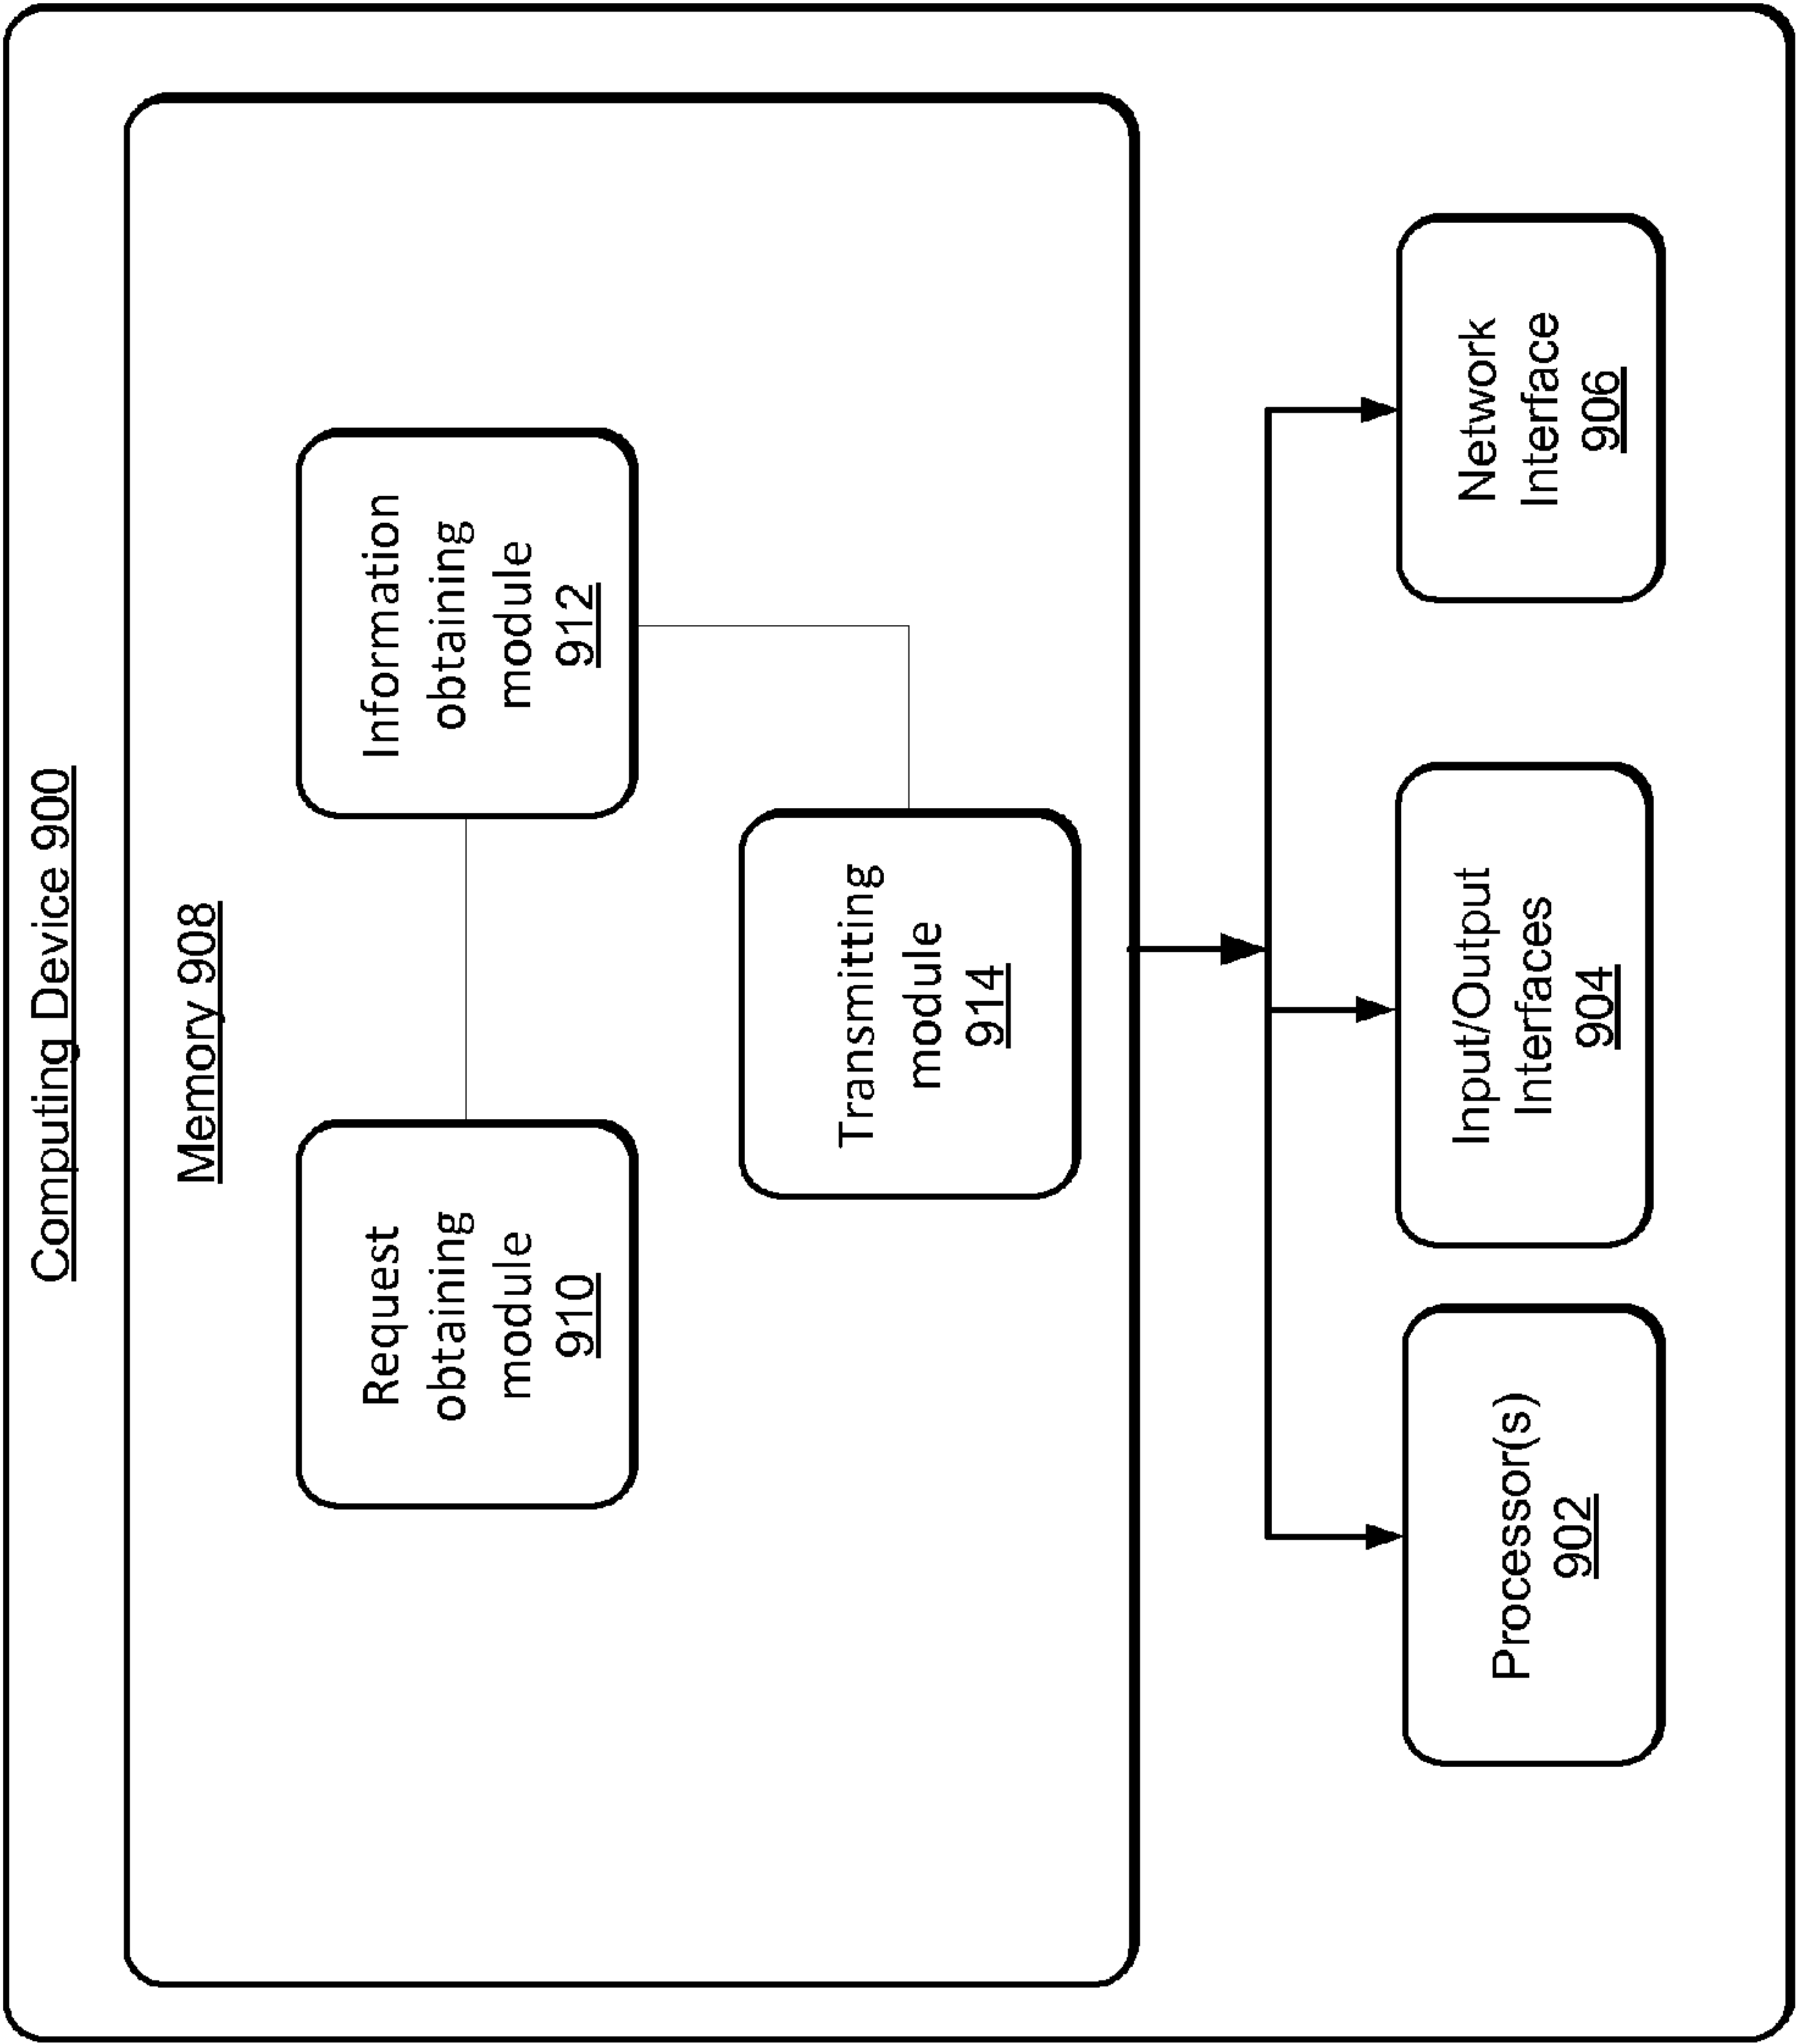 Computing Device 900
Memory 908
Request
obtaining
module
910
Information
obtaining
module
912
Transmitting
module
914
Processor(s)
902
Input/Output
Interfaces
904
Network
Interface
906